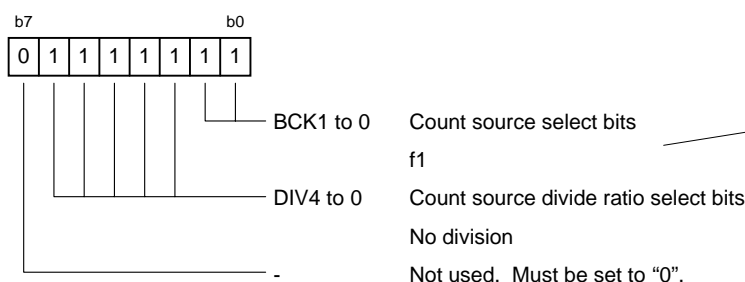 b7 b0
0 1 1 1 1 1 1 1
BCK1 to 0 Count source select bits
f1
DIV4 to 0 Count source divide ratio select bits
No division
- Not used. Must be set to “0”.